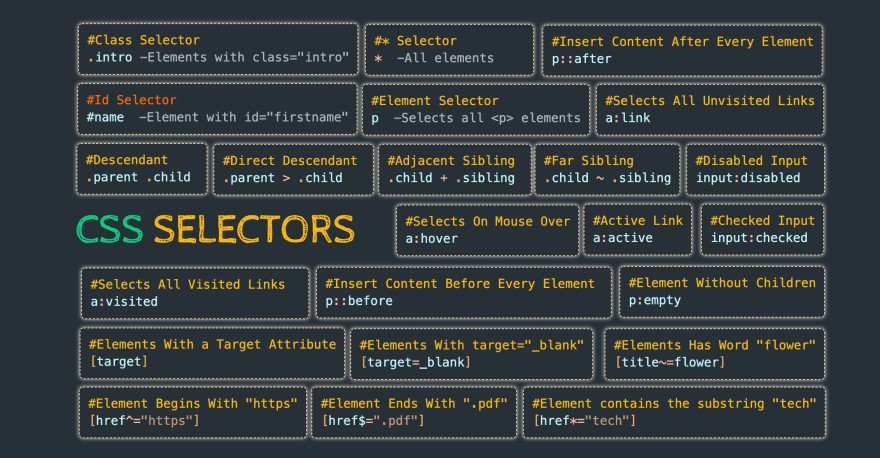 #Class Selector
.intro -Elements with class="intro"
#* Selector
* -All elements
#Insert Content After Every Element
p::after
#Id Selector
#name -Element with id="firstname"
#Element Selector
p -Selects all <p> elements
#Selects All Unvisited Links
a:link
#Descendant
.parent .child
#Direct Descendant
.parent > .child
#Adjacent Sibling
.child + .sibling
#Far Sibling
.child ~ .sibling
#Disabled Input
input:disabled
CSS SELECTORS
#Selects On Mouse Over
a:hover
#Active Link
a:active
#Checked Input
input:checked
#Selects All Visited Links
a:visited
#Insert Content Before Every Element
p::before
#Element Without Children
p:empty
#Elements With a Target Attribute
[target]
#Elements With target="_blank"
[target=_blank]
#Elements Has Word "flower"
[title~=flower]
#Element Begins With "https"
[href^="https"]
#Element Ends With ".pdf"
[href$=".pdf"]
#Element contains the substring "tech"
[href*="tech"]